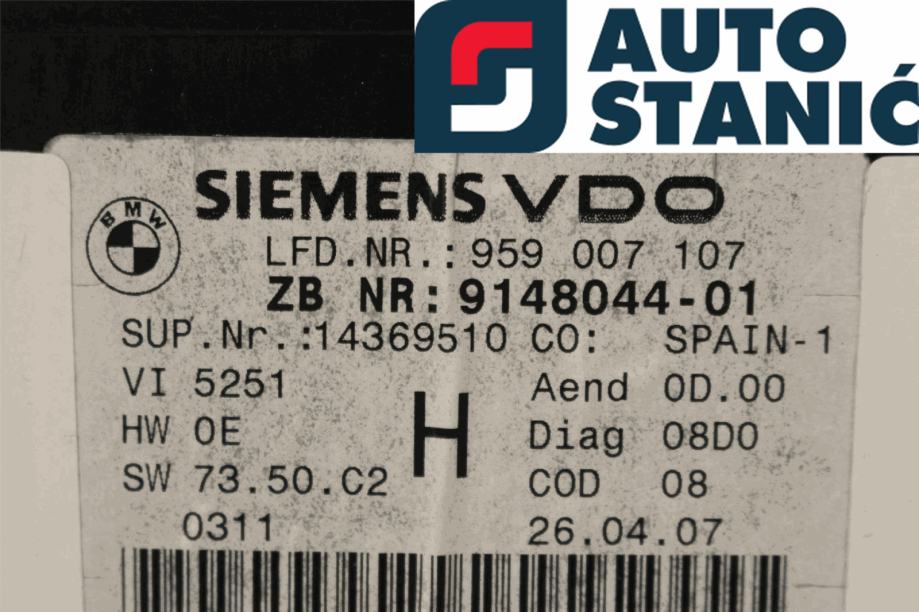 AUTO
STANIĆ
SIEMENS VDO
BMW
LFD.NR.: 959 007 107
ZB NR: 9148044-01
SUP.Nr.:14369510 CO: SPAIN-1
VI 5251 Aend 0D.00
H
HW 0E Diag 08D0
SW 73.50.C2 COD 08
0311 26.04.07